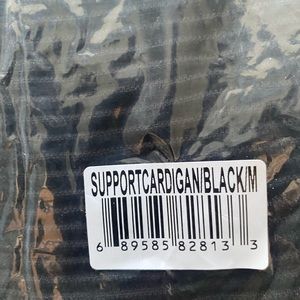 SUPPORTCARDIGAN/BLACK/M
6 89585 82813 3